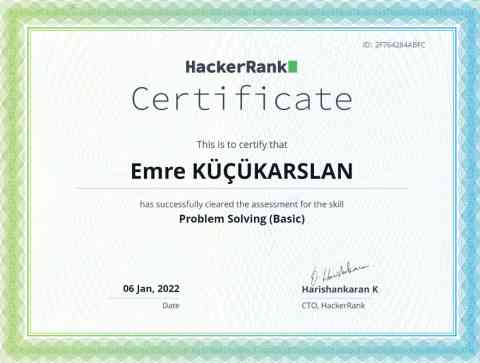 ID: 2F764284ABFC
HackerRank
Certificate
This is to certify that
Emre KÜÇÜKARSLAN
has successfully cleared the assessment for the skill
Problem Solving (Basic)
06 Jan, 2022
Date
Harishankaran K
CTO, HackerRank